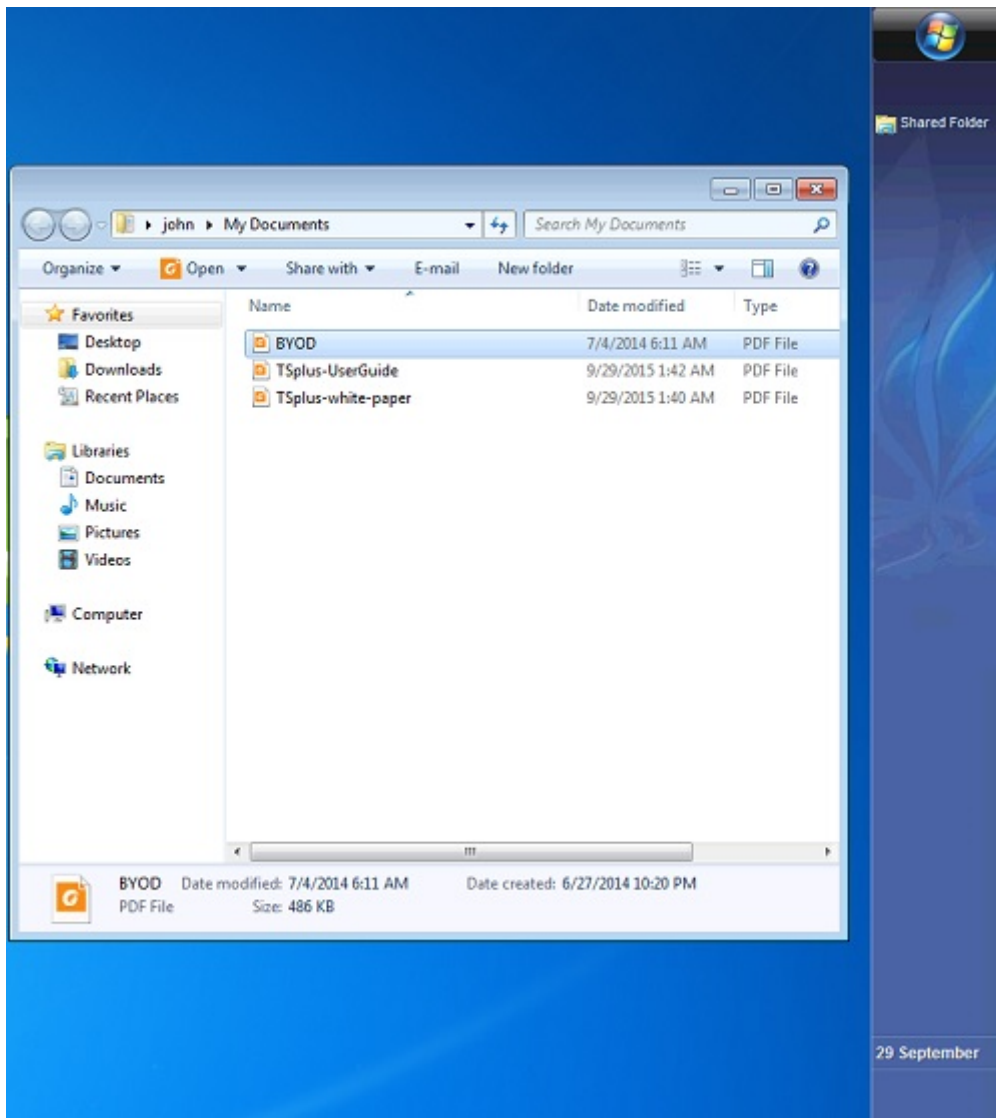 Shared Folder
john My Documents Search My Documents
Organize Open Share with E-mail New folder
Favorites
Desktop
Downloads
Recent Places
Libraries
Documents
Music
Pictures
Videos
Computer
Network
Name Date modified Type
BYOD 7/4/2014 6:11 AM PDF File
TSplus-UserGuide 9/29/2015 1:42 AM PDF File
TSplus-white-paper 9/29/2015 1:40 AM PDF File
BYOD Date modified: 7/4/2014 6:11 AM Date created: 6/27/2014 10:20 PM
PDF File Size: 486 KB
29 September